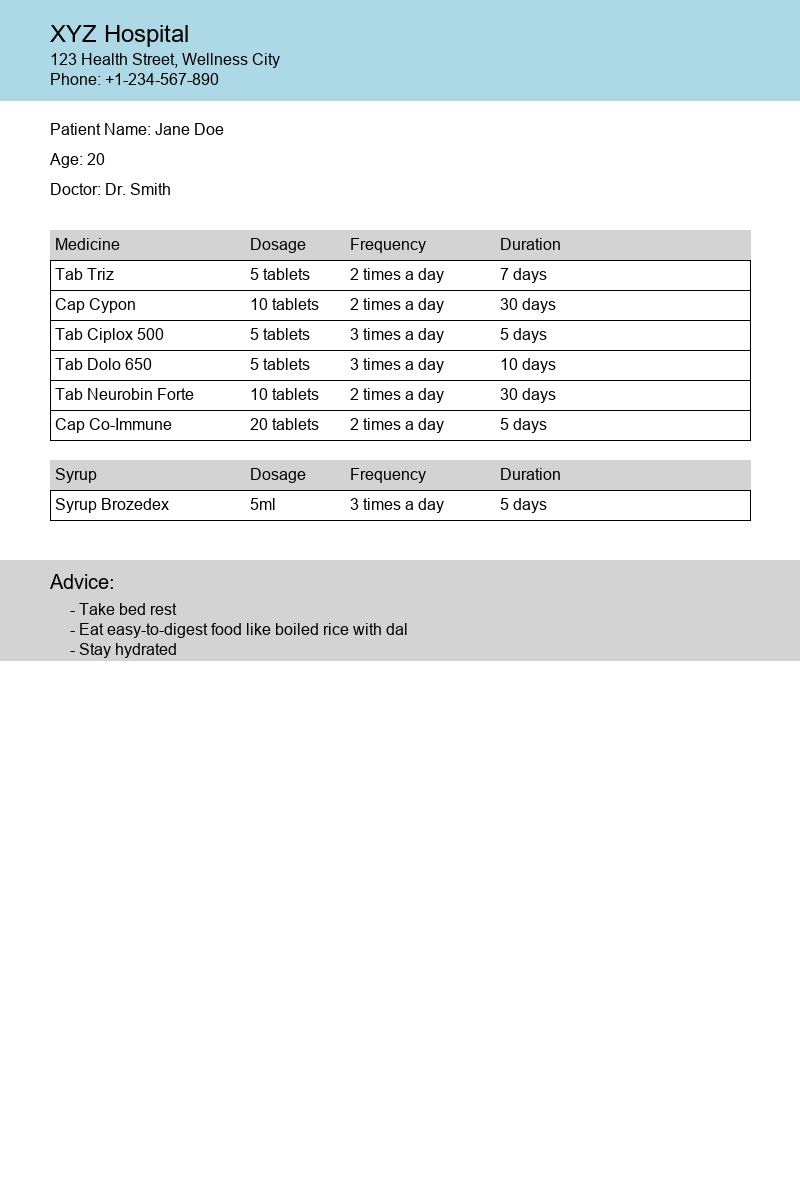 XYZ Hospital
123 Health Street, Wellness City
Phone: +1-234-567-890
Patient Name: Jane Doe
Age: 20
Doctor: Dr. Smith
Medicine Dosage Frequency Duration
Tab Triz 5 tablets 2 times a day 7 days
Cap Cypon 10 tablets 2 times a day 30 days
Tab Ciplox 500 5 tablets 3 times a day 5 days
Tab Dolo 650 5 tablets 3 times a day 10 days
Tab Neurobin Forte 10 tablets 2 times a day 30 days
Cap Co-Immune 20 tablets 2 times a day 5 days
Syrup Dosage Frequency Duration
Syrup Brozedex 5ml 3 times a day 5 days
Advice:
- Take bed rest
- Eat easy-to-digest food like boiled rice with dal
- Stay hydrated